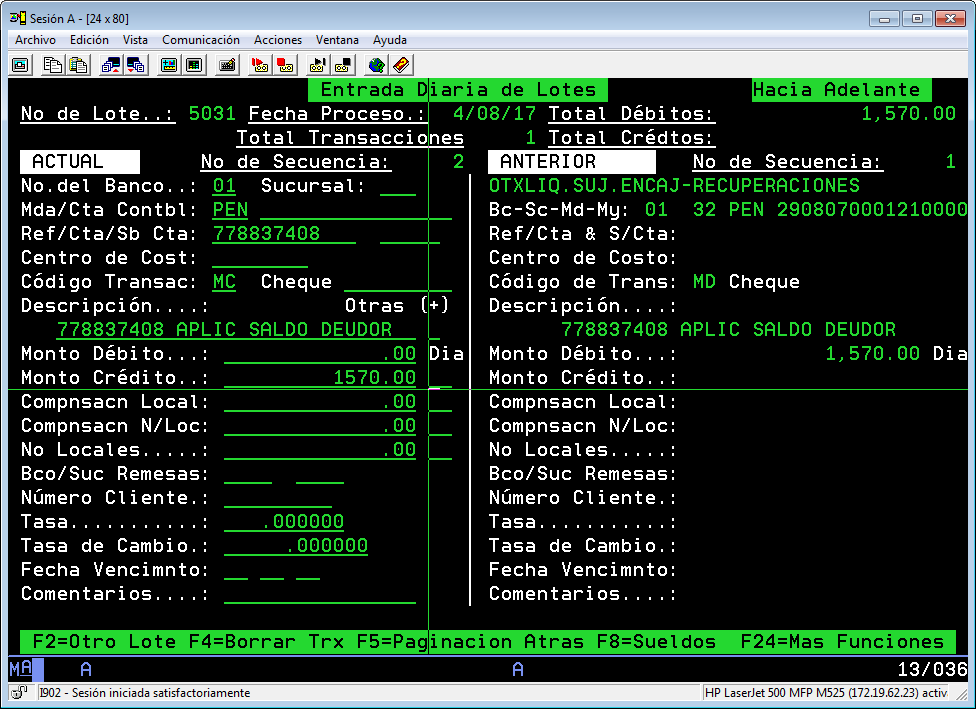 Sesión A - [24 x 80]
Archivo Edición Vista Comunicación Acciones Ventana Ayuda
Entrada Diaria de Lotes Hacia Adelante
No de Lote..: 5031 Fecha Proceso.: 4/08/17 Total Débitos: 1,570.00
Total Transacciones 1 Total Crédtos:
ACTUAL No de Secuencia: 2 ANTERIOR No de Secuencia: 1
No.del Banco..: 01 Sucursal: OTXLIQ.SUJ.ENCAJ-RECUPERACIONES
Mda/Cta Contbl: PEN Bc-Sc-Md-My: 01 32 PEN 2908070001210000
Ref/Cta/Sb Cta: 778837408 Ref/Cta & S/Cta:
Centro de Cost: Centro de Costo:
Código Transac: MC Cheque Código de Trans: MD Cheque
Descripción....: Otras (+) Descripción....:
778837408 APLIC SALDO DEUDOR 778837408 APLIC SALDO DEUDOR
Monto Débito...: .00 Dia Monto Débito...: 1,570.00 Dia
Monto Crédito..: 1570.00 Monto Crédito..:
Compnsacn Local: .00 Compnsacn Local:
Compnsacn N/Loc: .00 Compnsacn N/Loc:
No Locales.....: .00 No Locales.....:
Bco/Suc Remesas: Bco/Suc Remesas:
Número Cliente.: Número Cliente.:
Tasa...........: .000000 Tasa...........:
Tasa de Cambio.: .000000 Tasa de Cambio.:
Fecha Vencimnto: Fecha Vencimnto:
Comentarios....: Comentarios....:
F2=Otro Lote F4=Borrar Trx F5=Paginacion Atras F8=Sueldos F24=Mas Funciones
MA A A 13/036
I902 - Sesión iniciada satisfactoriamente HP LaserJet 500 MFP M525 (172.19.62.23) activ